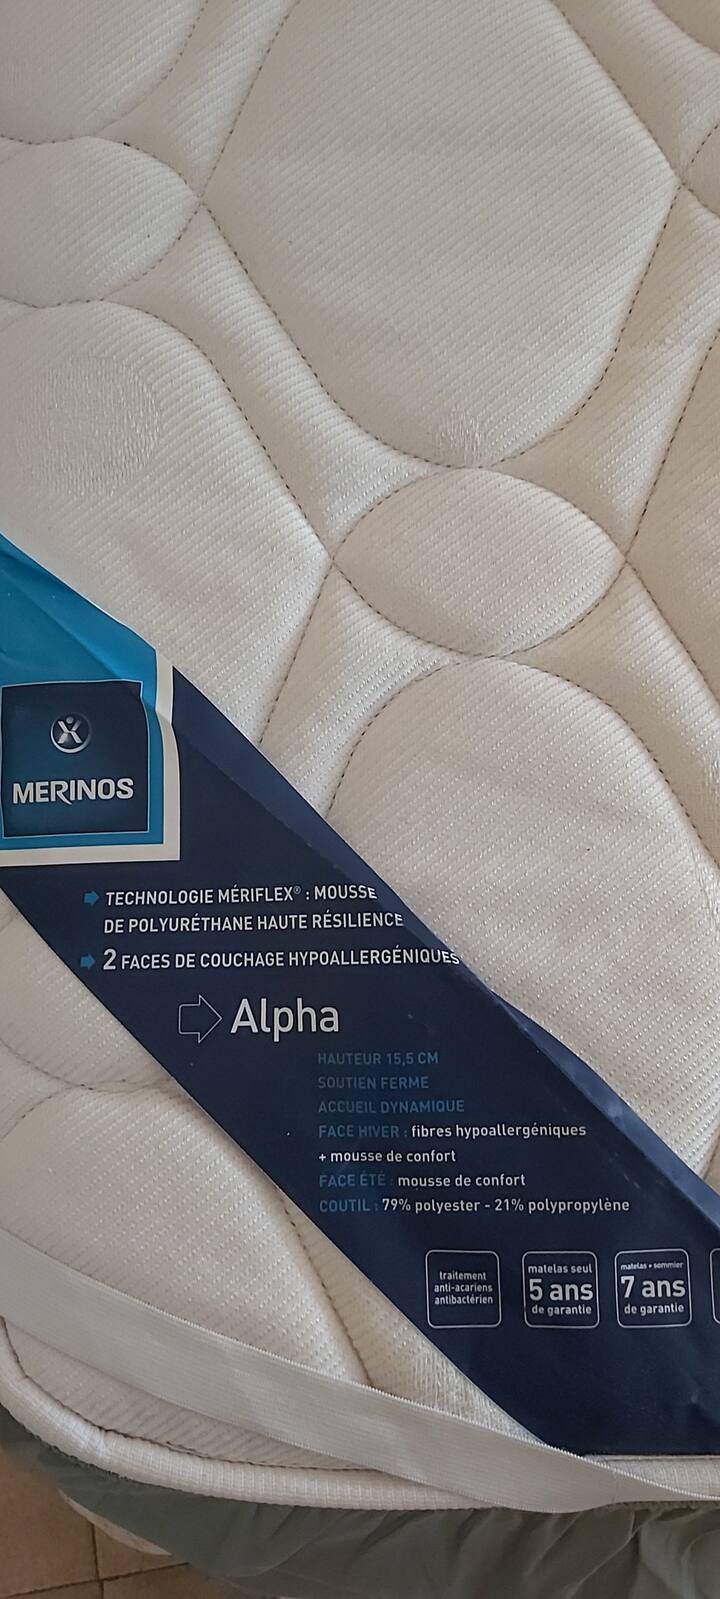 MERINOS
TECHNOLOGIE MÉRIFLEX® : MOUSSE
DE POLYURÉTHANE HAUTE RÉSILIENCE
2 FACES DE COUCHAGE HYPOALLERGÉNIQUES
Alpha
HAUTEUR 15,5 CM
SOUTIEN FERME
ACCUEIL DYNAMIQUE
FACE HIVER : fibres hypoallergéniques
+ mousse de confort
FACE ÉTÉ : mousse de confort
COUTIL : 79% polyester - 21% polypropylène
traitement
anti-acariens
antibactérien
matelas seul
5 ans
de garantie
matelas + sommier
7 ans
de garantie